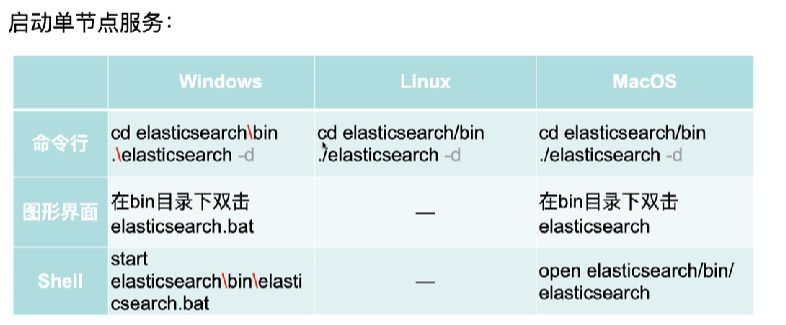 启动单节点服务：
Windows Linux MacOS
命令行
cd elasticsearch\bin
.\elasticsearch -d
cd elasticsearch/bin
./elasticsearch -d
cd elasticsearch/bin
./elasticsearch -d
图形界面
在bin目录下双击
elasticsearch.bat
—
在bin目录下双击
elasticsearch
Shell
start
elasticsearch\bin\elasti
csearch.bat
—
open elasticsearch/bin/
elasticsearch